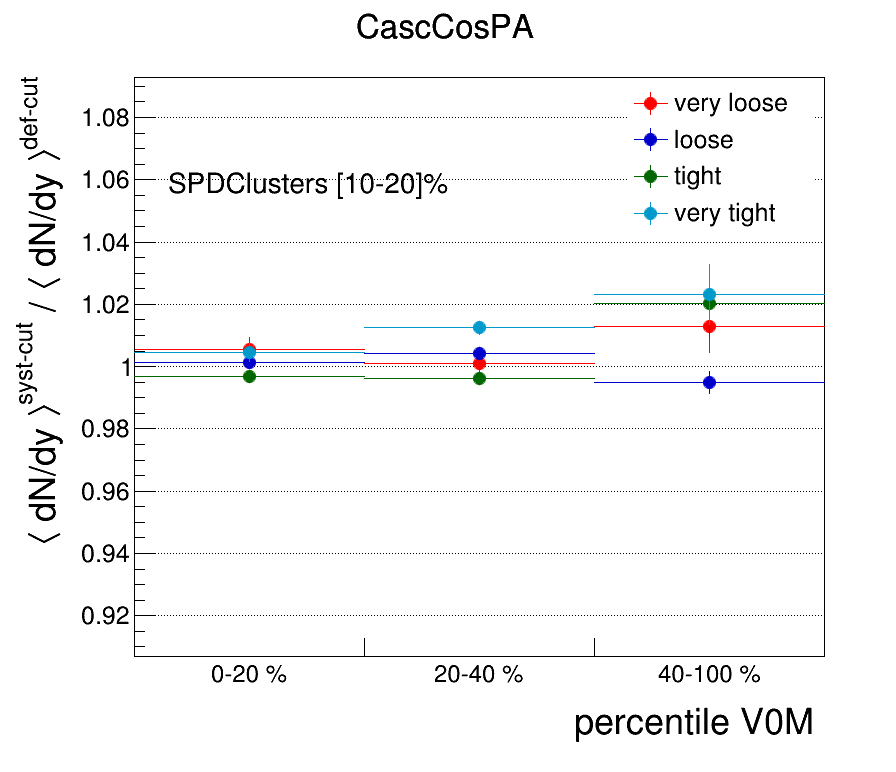 CascCosPA
⟨ dN/dy ⟩^syst-cut / ⟨ dN/dy ⟩^def-cut
1.08
1.06
1.04
1.02
1
0.98
0.96
0.94
0.92
SPDClusters [10-20]%
very loose
loose
tight
very tight
0-20 %
20-40 %
40-100 %
percentile V0M